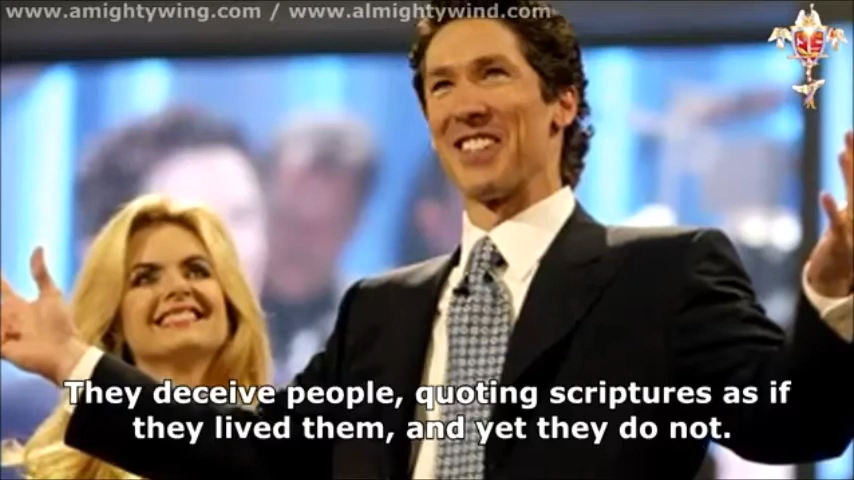 www.amightywing.com / www.almightywind.com
They deceive people, quoting scriptures as if
they lived them, and yet they do not.